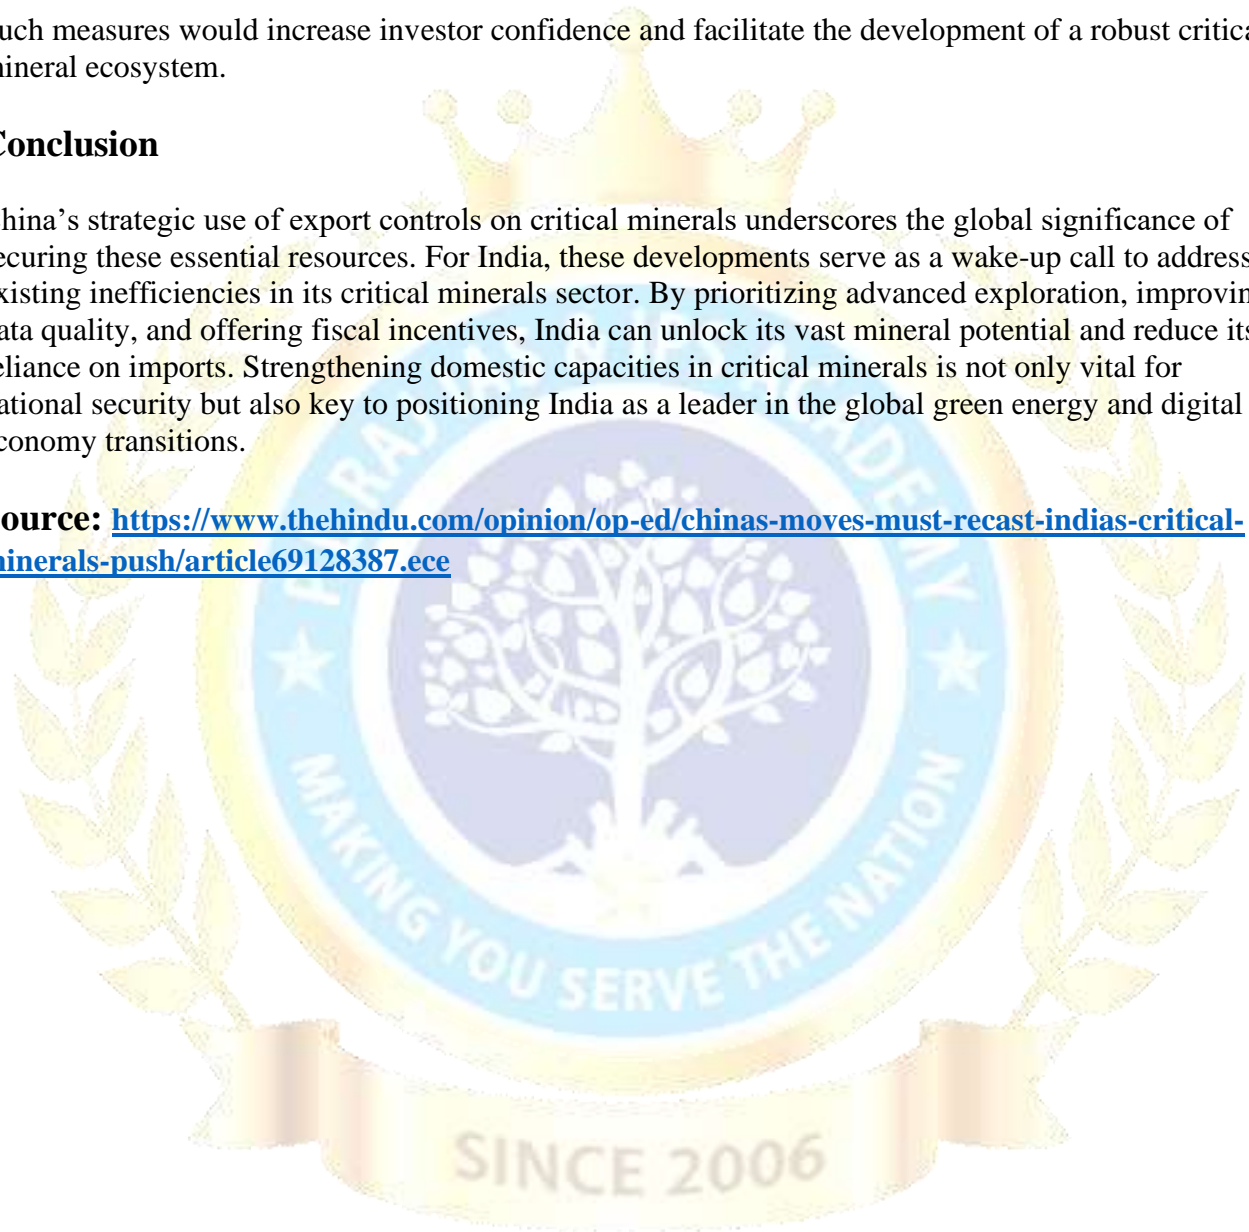 uch measures would increase investor confidence and facilitate the development of a robust critica
ineral ecosystem.
Conclusion
hina’s strategic use of export controls on critical minerals underscores the global significance of
ecuring these essential resources. For India, these developments serve as a wake-up call to address
xisting inefficiencies in its critical minerals sector. By prioritizing advanced exploration, improvin
ata quality, and offering fiscal incentives, India can unlock its vast mineral potential and reduce its
eliance on imports. Strengthening domestic capacities in critical minerals is not only vital for
ational security but also key to positioning India as a leader in the global green energy and digital
conomy transitions.
ource: https://www.thehindu.com/opinion/op-ed/chinas-moves-must-recast-indias-critical-
inerals-push/article69128387.ece
RAJ IAS & IPS ACADEMY
MAKING YOU SERVE THE NATION
SINCE 2006